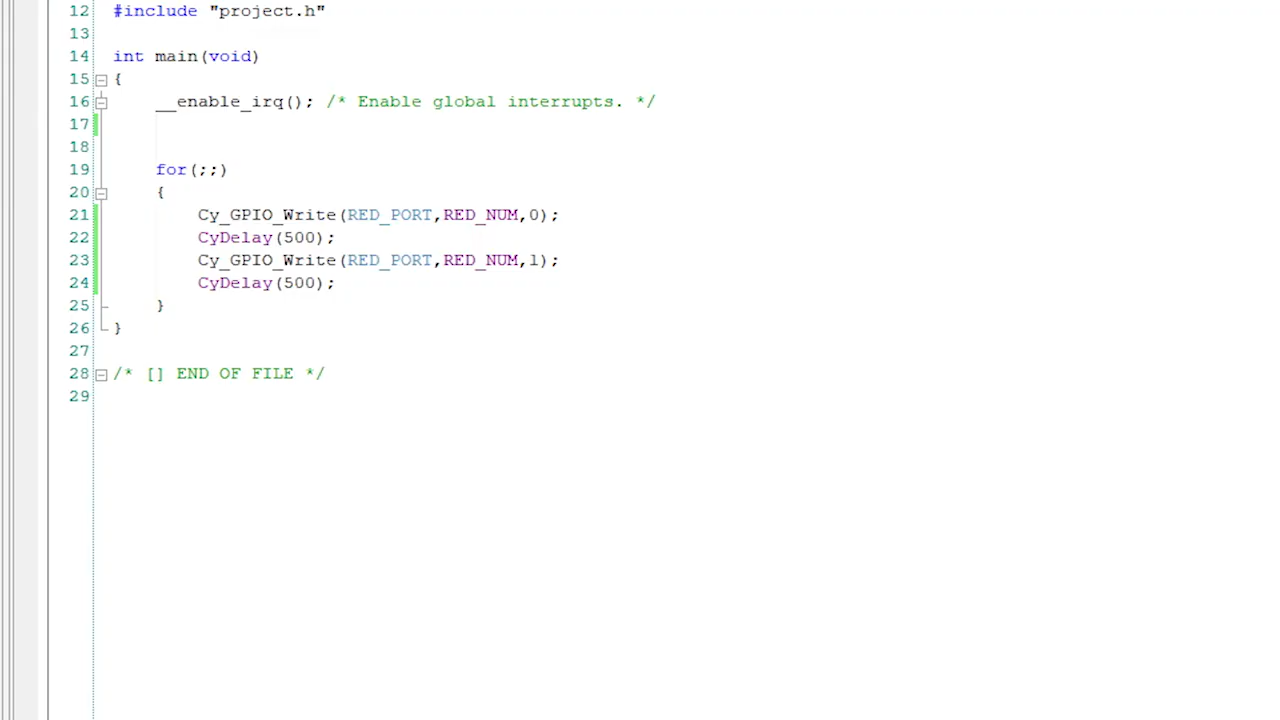 12 #include "project.h"
13
14 int main(void)
15 {
16 __enable_irq(); /* Enable global interrupts. */
17
18
19 for(;;)
20 {
21 Cy_GPIO_Write(RED_PORT,RED_NUM,0);
22 CyDelay(500);
23 Cy_GPIO_Write(RED_PORT,RED_NUM,1);
24 CyDelay(500);
25 }
26 }
27
28 /* [] END OF FILE */
29